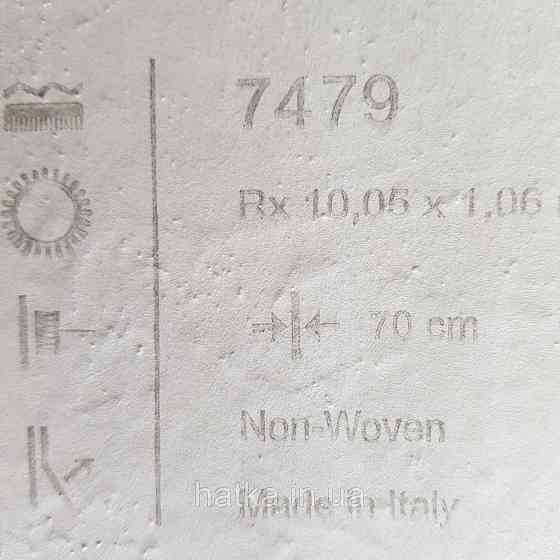 7479
Rx 10,05 x 1,06
70 cm
Non-Woven
hatka.in.ua
Made in Italy